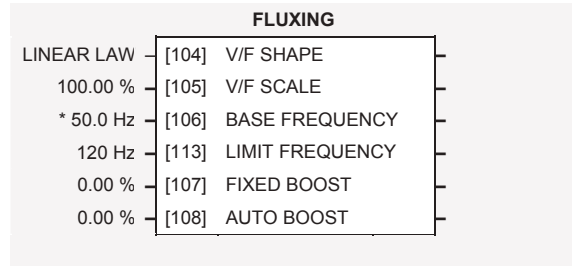 FLUXING
LINEAR LAW [104] V/F SHAPE
100.00 % [105] V/F SCALE
* 50.0 Hz [106] BASE FREQUENCY
120 Hz [113] LIMIT FREQUENCY
0.00 % [107] FIXED BOOST
0.00 % [108] AUTO BOOST